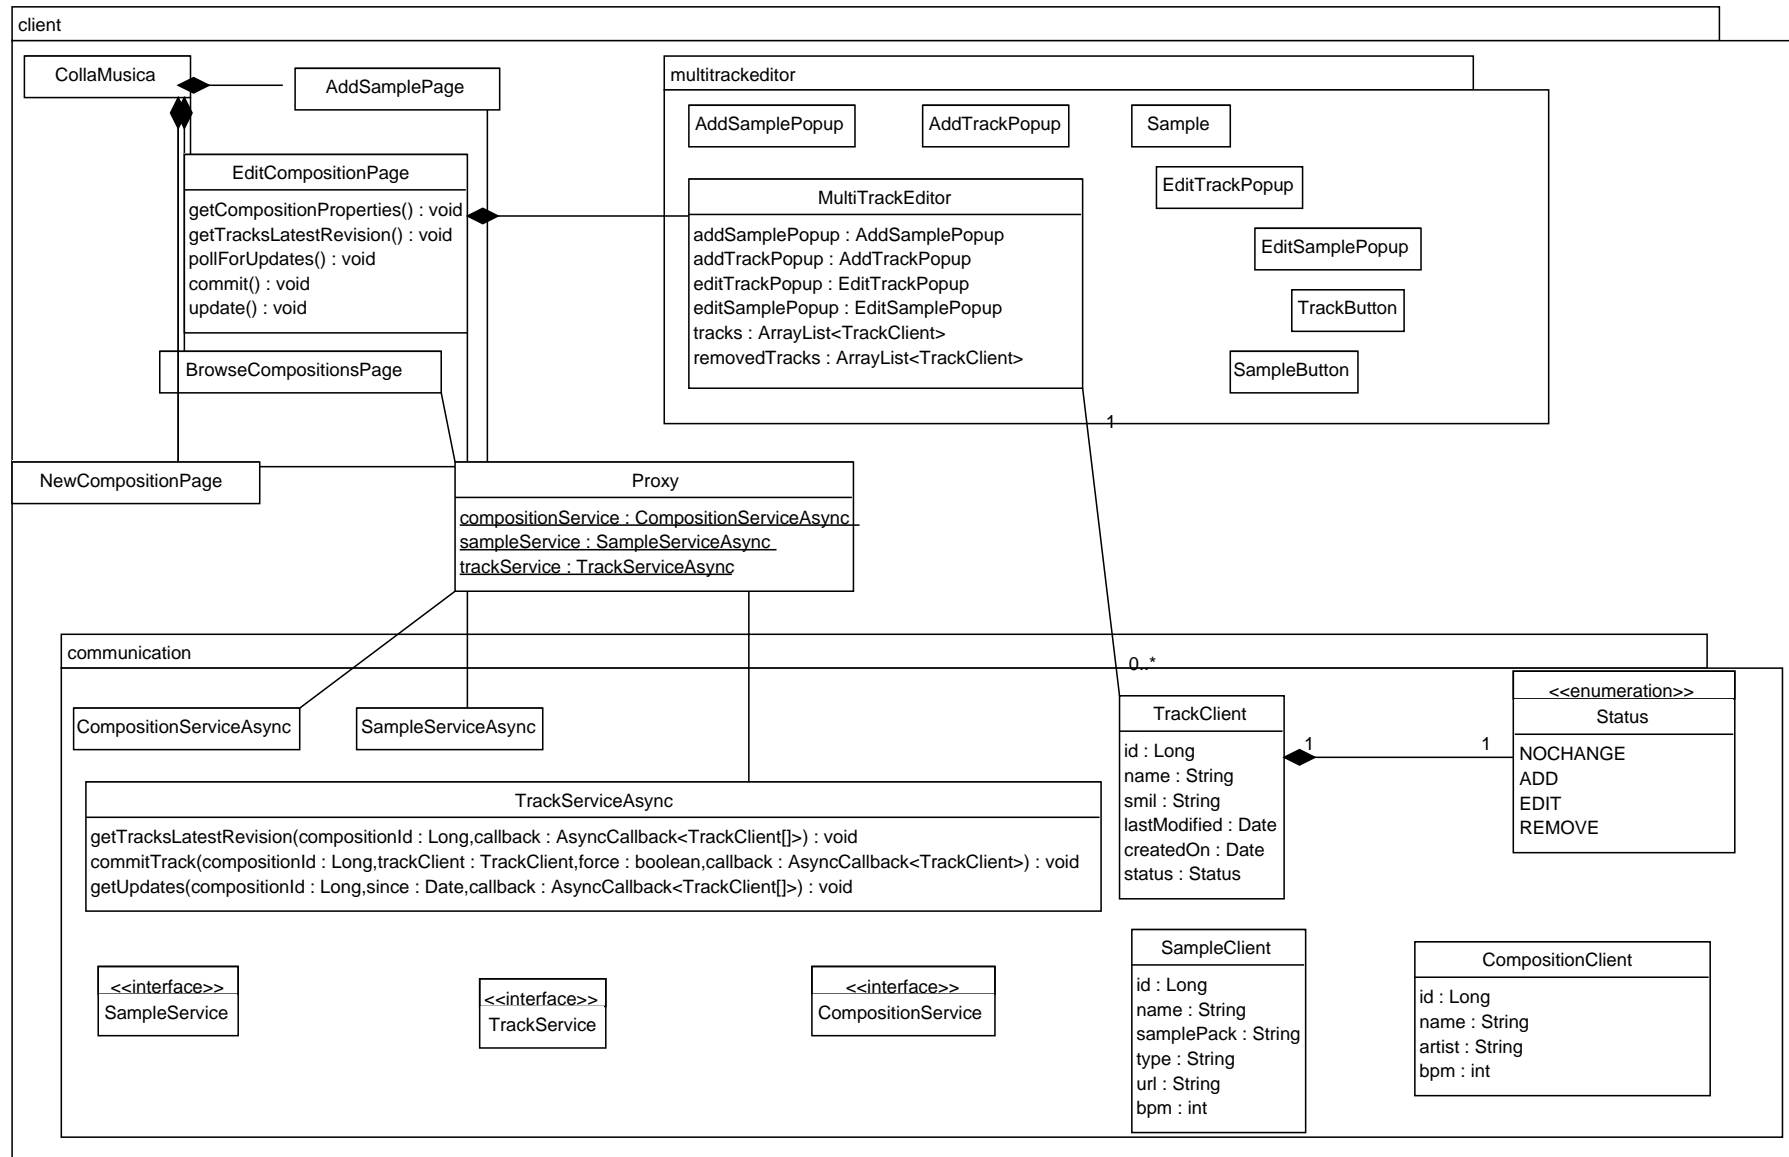 client
CollaMusica
AddSamplePage
multitrackeditor
AddSamplePopup
AddTrackPopup
Sample
EditTrackPopup
EditSamplePopup
TrackButton
SampleButton
EditCompositionPage
getCompositionProperties() : void
getTracksLatestRevision() : void
pollForUpdates() : void
commit() : void
update() : void
MultiTrackEditor
addSamplePopup : AddSamplePopup
addTrackPopup : AddTrackPopup
editTrackPopup : EditTrackPopup
editSamplePopup : EditSamplePopup
tracks : ArrayList<TrackClient>
removedTracks : ArrayList<TrackClient>
BrowseCompositionsPage
1
NewCompositionPage
Proxy
compositionService : CompositionServiceAsync
sampleService : SampleServiceAsync
trackService : TrackServiceAsync
communication
0..*
CompositionServiceAsync
SampleServiceAsync
TrackClient
id : Long
name : String
smil : String
lastModified : Date
createdOn : Date
status : Status
1
1
<<enumeration>>
Status
NOCHANGE
ADD
EDIT
REMOVE
TrackServiceAsync
getTracksLatestRevision(compositionId : Long,callback : AsyncCallback<TrackClient[]>) : void
commitTrack(compositionId : Long,trackClient : TrackClient,force : boolean,callback : AsyncCallback<TrackClient>) : void
getUpdates(compositionId : Long,since : Date,callback : AsyncCallback<TrackClient[]>) : void
<<interface>>
SampleService
<<interface>>
TrackService
<<interface>>
CompositionService
SampleClient
id : Long
name : String
samplePack : String
type : String
url : String
bpm : int
CompositionClient
id : Long
name : String
artist : String
bpm : int